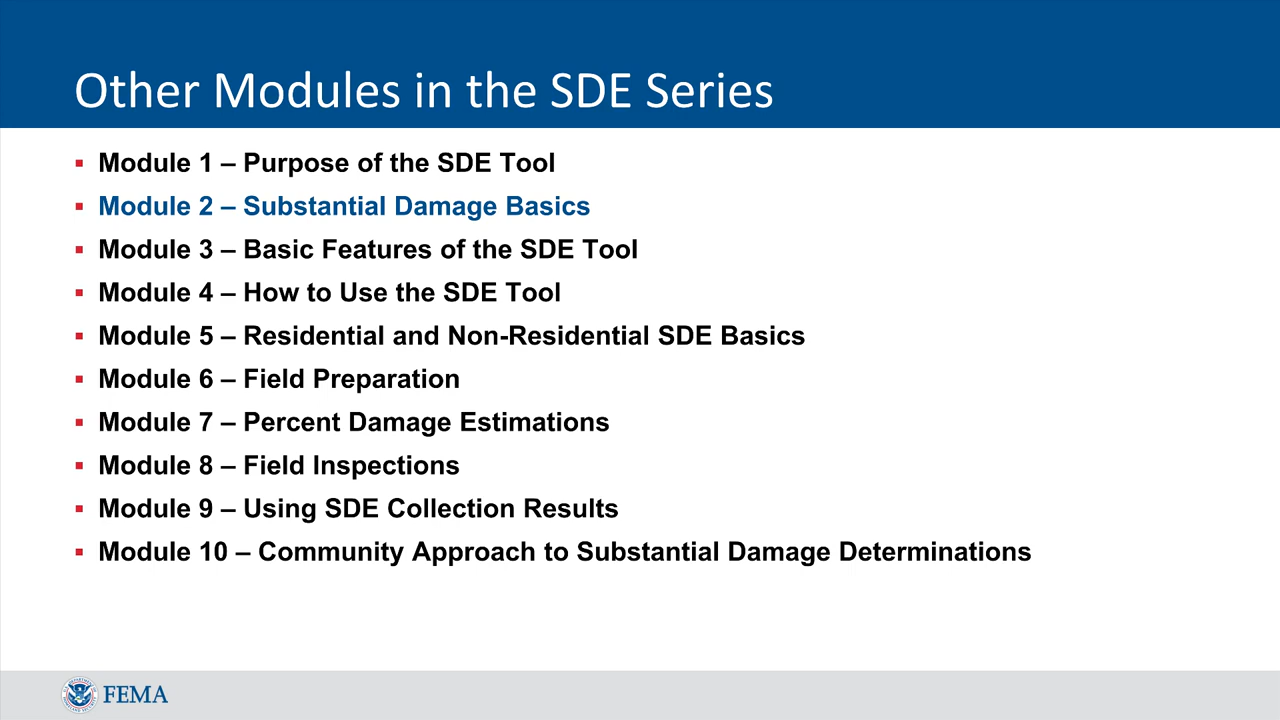 Other Modules in the SDE Series
▪ Module 1 – Purpose of the SDE Tool
▪ Module 2 – Substantial Damage Basics
▪ Module 3 – Basic Features of the SDE Tool
▪ Module 4 – How to Use the SDE Tool
▪ Module 5 – Residential and Non-Residential SDE Basics
▪ Module 6 – Field Preparation
▪ Module 7 – Percent Damage Estimations
▪ Module 8 – Field Inspections
▪ Module 9 – Using SDE Collection Results
▪ Module 10 – Community Approach to Substantial Damage Determinations
FEMA